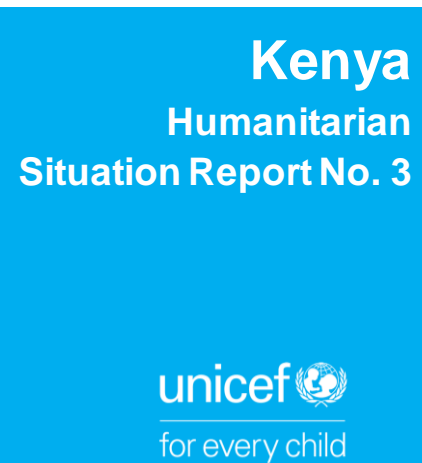 Kenya
Humanitarian
Situation Report No. 3
unicef
for every child